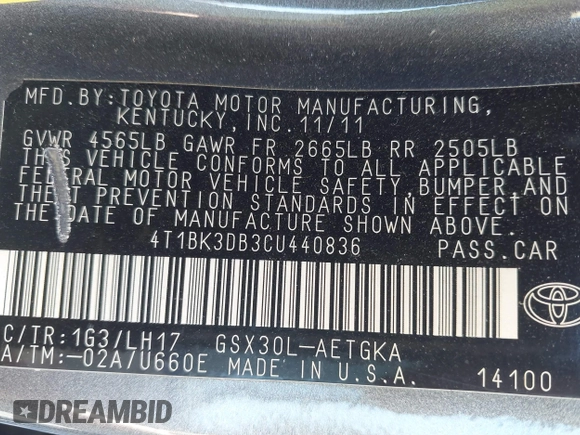 MFD.BY:TOYOTA MOTOR MANUFACTURING,
KENTUCKY,INC.11/11
GVWR 4565LB GAWR FR 2665LB RR 2505LB
THIS VEHICLE CONFORMS TO ALL APPLICABLE
FEDERAL MOTOR VEHICLE SAFETY,BUMPER,AND
THEFT PREVENTION STANDARDS IN EFFECT ON
THE DATE OF MANUFACTURE SHOWN ABOVE.
4T1BK3DB3CU440836 PASS.CAR
C/TR:1G3/LH17 GSX30L-AETGKA
A/TM:-02A/U660E MADE IN U.S.A. 14100
DREAMBID